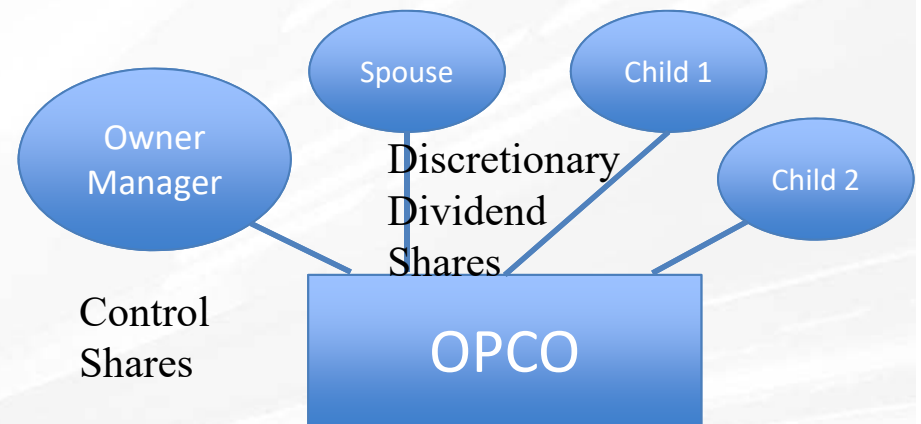 Spouse
Child 1
Owner
Manager
Child 2
Discretionary
Dividend
Shares
Control
Shares
OPCO